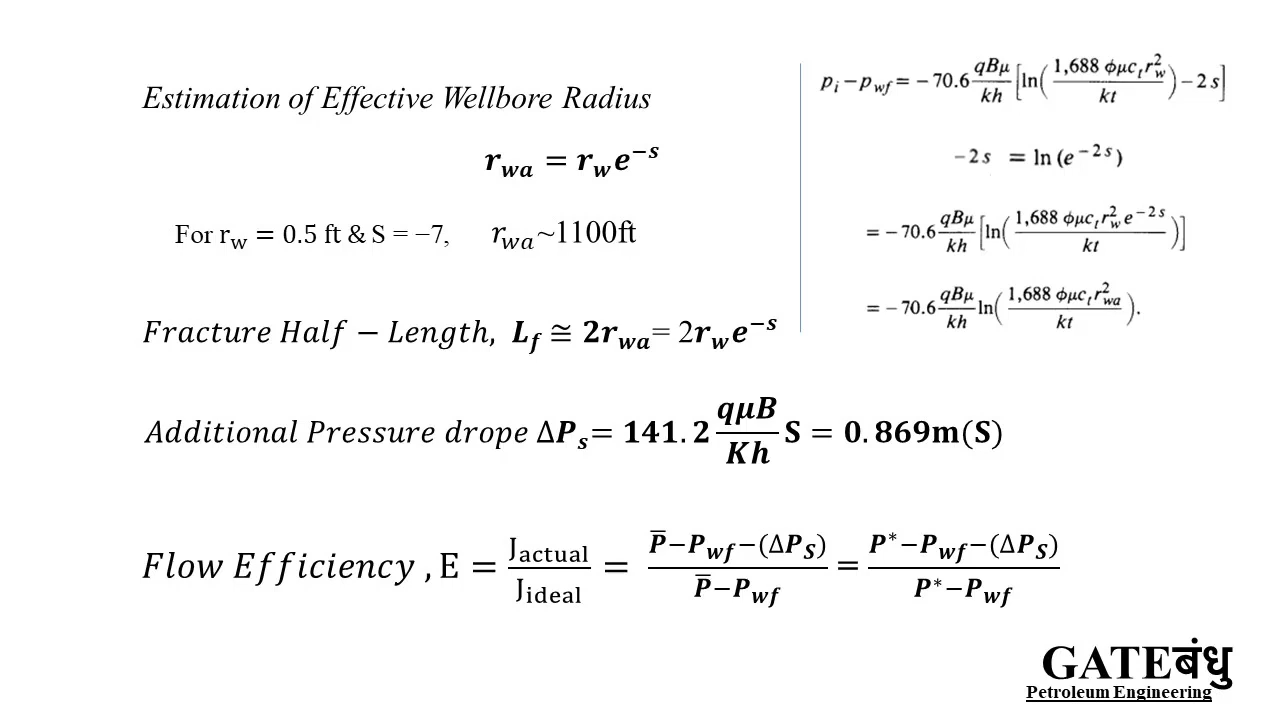 Estimation of Effective Wellbore Radius
r_wa = r_w e^−s
For r_w = 0.5 ft & S = −7, r_wa~1100ft
Fracture Half − Length, L_f ≅ 2r_wa= 2r_w e^−s
p_i − p_wf = − 70.6 qBμ/kh [ln(1,688 ϕμc_t r_w^2/kt) − 2 s]
−2 s = ln (e^−2 s)
= − 70.6 qBμ/kh [ln(1,688 ϕμc_t r_w^2 e^−2 s/kt)]
= − 70.6 qBμ/kh ln(1,688 ϕμc_t r_wa^2/kt).
Additional Pressure drope ΔP_s= 141.2 qμB/Kh S = 0.869m(S)
Flow Efficiency , E = J_actual/J_ideal = P̅−P_wf−(ΔP_S)/P̅−P_wf = P*−P_wf−(ΔP_S)/P*−P_wf
GATEबंधु
Petroleum Engineering